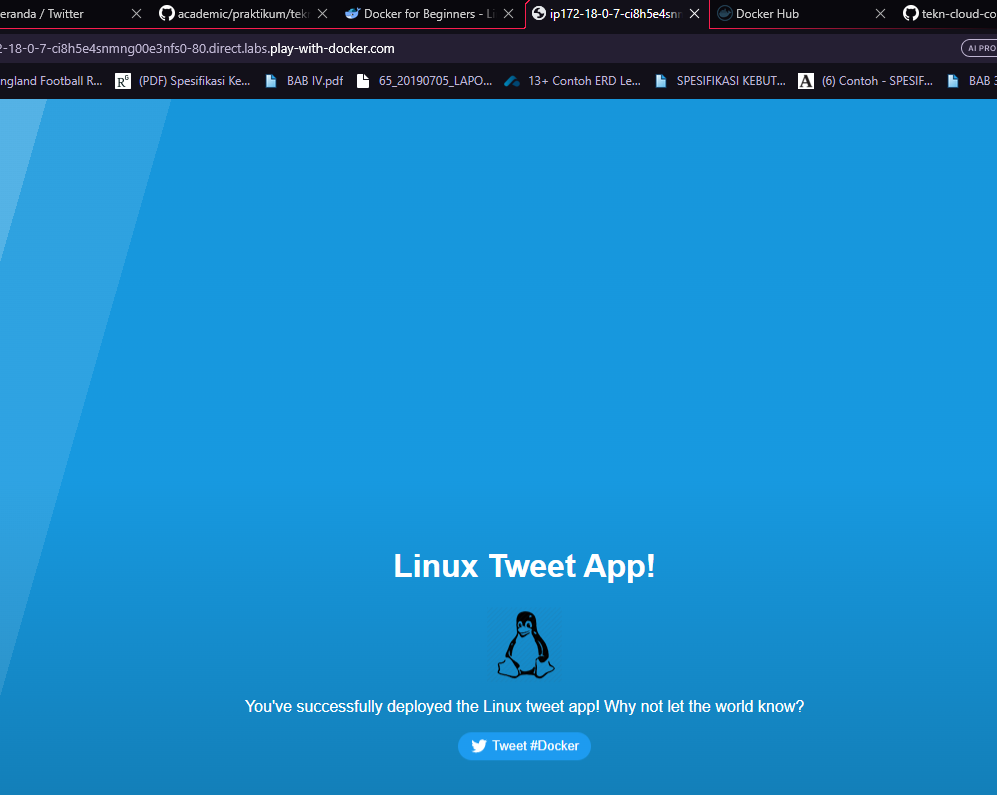 eranda / Twitter
academic/praktikum/tekn
Docker for Beginners - Li
ip172-18-0-7-ci8h5e4snm
Docker Hub
tekn-cloud-co
2-18-0-7-ci8h5e4snmng00e3nfs0-80.direct.labs.play-with-docker.com
AI PRO
ngland Football R...
R^G
(PDF) Spesifikasi Ke...
BAB IV.pdf
65_20190705_LAPO...
13+ Contoh ERD Le...
SPESIFIKASI KEBUT...
A
(6) Contoh - SPESIF...
BAB 3
Linux Tweet App!
You've successfully deployed the Linux tweet app! Why not let the world know?
Tweet #Docker